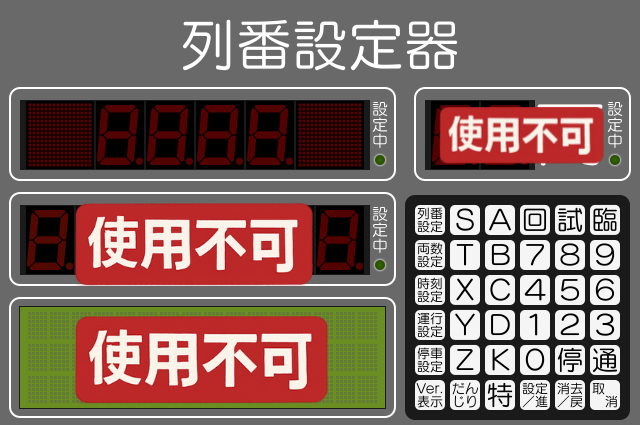 列番設定器
設定中
使用不可
設定中
使用不可
設定中
使用不可
列番設定 S A 回 試 臨
両数設定 T B 7 8 9
時刻設定 X C 4 5 6
運行設定 Y D 1 2 3
停車設定 Z K 0 停 通
Ver.表示 だんじり 特 設定/進 消去/戻 取消